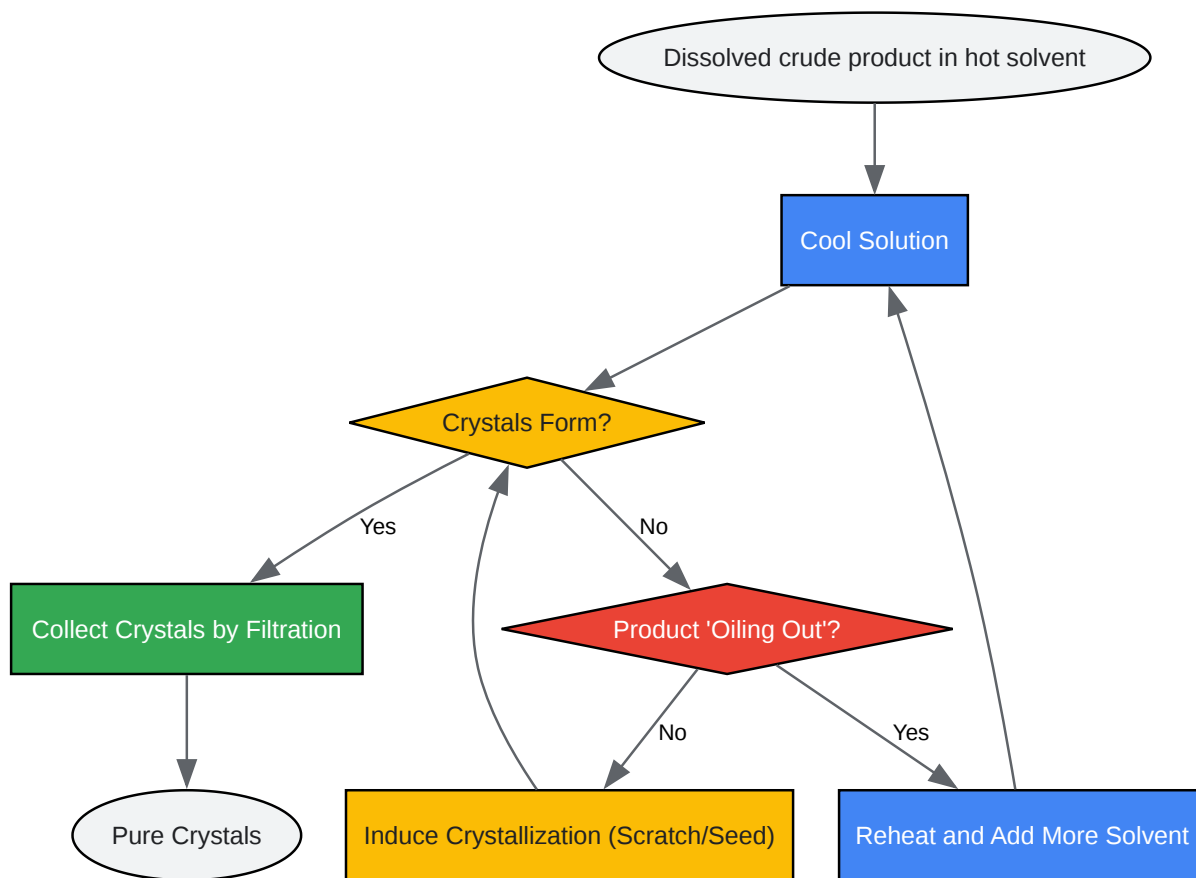 Dissolved crude product in hot solvent
Cool Solution
Crystals Form?
Yes
No
Collect Crystals by Filtration
Product 'Oiling Out'?
No
Yes
Pure Crystals
Induce Crystallization (Scratch/Seed)
Reheat and Add More Solvent